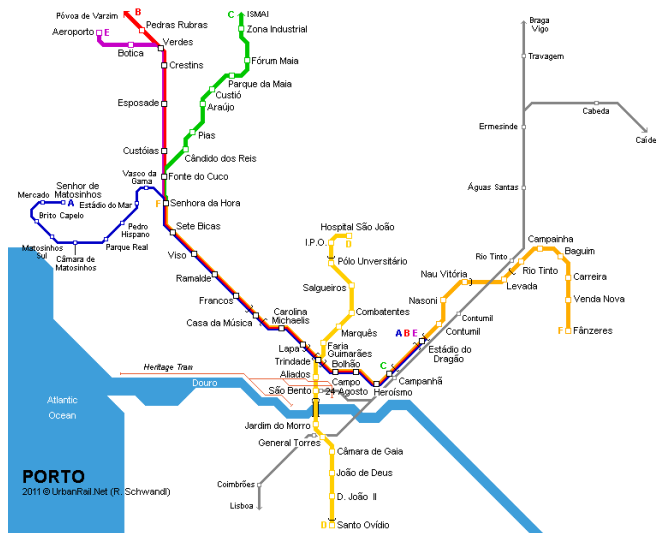 Póvoa de Varzim
B
C
ISMAI
Pedras Rubras
Zona Industrial
Braga
Vigo
Aeroporto
E
Verdes
Botica
Travagem
Crestins
Fórum Maia
Parque da Maia
Custió
Esposade
Araújo
Cabeda
Ermesinde
Caíde
Pias
Custóias
Cândido dos Reis
Vasco da
Gama
Fonte do Cuco
Águas Santas
Senhor de
Matosinhos
Mercado
A
Estádio do Mar
F
Senhora da Hora
Brito Capelo
Pedro
Hispano
Sete Bicas
Hospital São João
I.P.O.
D
Campainha
Matosinhos
Sul
Parque Real
Câmara de
Matosinhos
Viso
Pólo Unversitário
Rio Tinto
Baguim
Ramalde
Salgueiros
Nau Vitória
Rio Tinto
Levada
Carreira
Francos
Nasoni
Venda Nova
Casa da Música
Carolina
Michaelis
Combatentes
Contumil
Marquês
A B E
Contumil
F
Fânzeres
Lapa
Faria
Guimarães
Estádio do
Dragão
Trindade
Bolhão
C
Heritage Tram
Aliados
Campo
24 Agosto
Campanhã
Douro
São Bento
Heroísmo
Atlantic
Ocean
Jardim do Morro
General Torres
Câmara de Gaia
PORTO
João de Deus
Coimbrões
2011 © UrbanRail.Net (R. Schwandl)
D. João II
Lisboa
D
Santo Ovídio